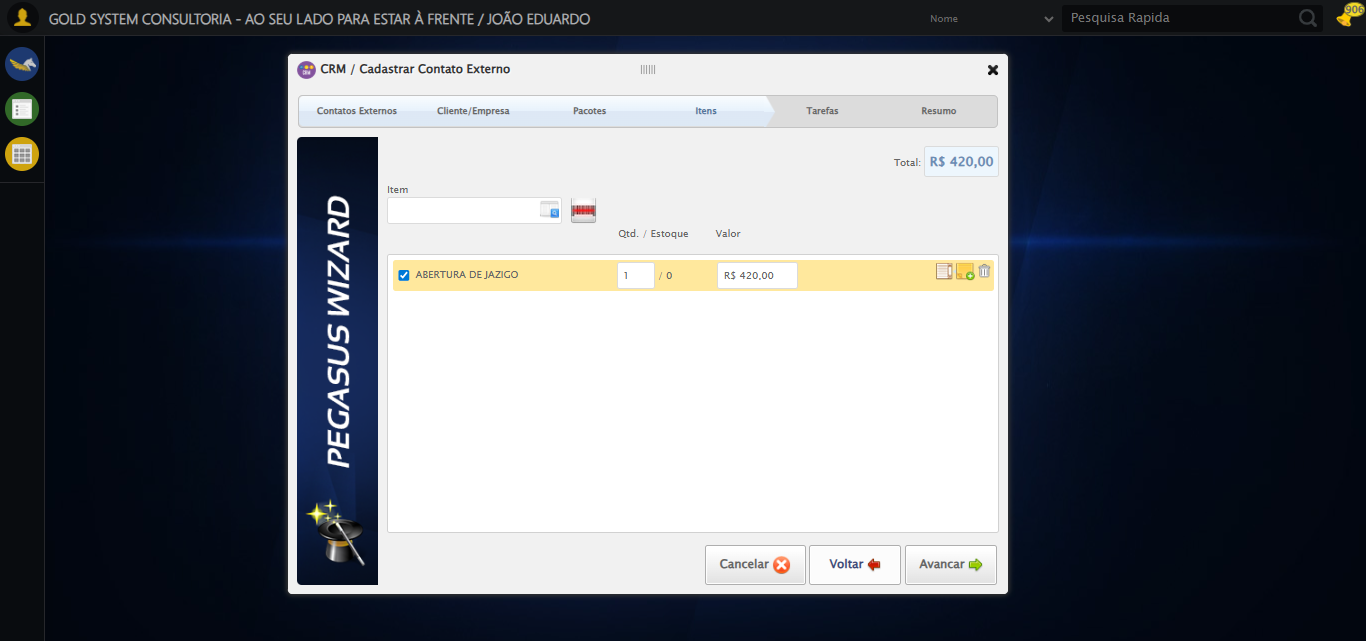 GOLD SYSTEM CONSULTORIA - AO SEU LADO PARA ESTAR À FRENTE / JOÃO EDUARDO
Nome
Pesquisa Rapida
906
CRM / Cadastrar Contato Externo
Contatos Externos Cliente/Empresa Pacotes Itens Tarefas Resumo
Total: R$ 420,00
Item
Qtd. / Estoque Valor
ABERTURA DE JAZIGO 1 / 0 R$ 420,00
PEGASUS WIZARD
Cancelar Voltar Avancar